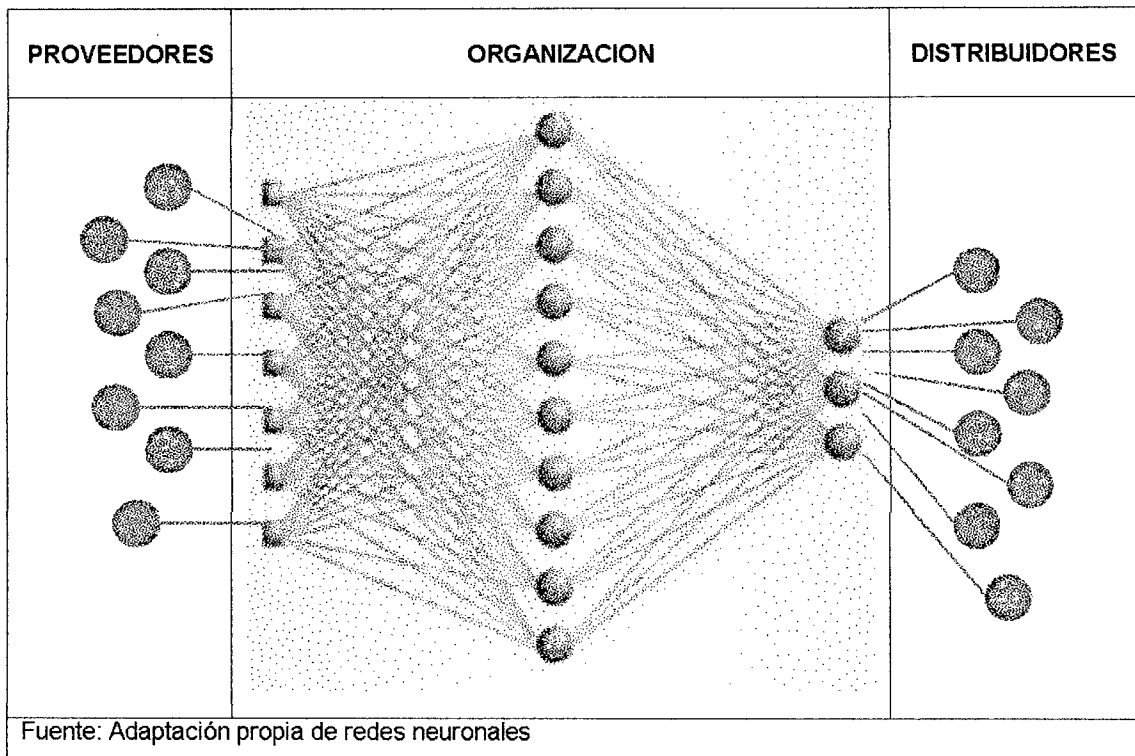 PROVEEDORES
ORGANIZACION
DISTRIBUIDORES
Fuente: Adaptación propia de redes neuronales